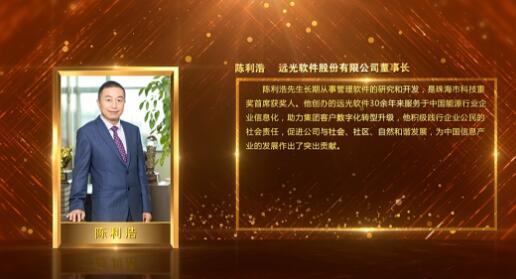 陈利浩 远光软件股份有限公司董事长
陈利浩先生长期从事管理软件的研究和开发，是珠海市科技重
奖首席获奖人。他创办的远光软件30余年来服务于中国能源行业企
业信息化，助力集团客户数字化转型升级，他积极践行企业公民的
社会责任，促进公司与社会、社区、自然和谐发展，为中国信息产
业的发展作出了突出贡献。
陈利浩